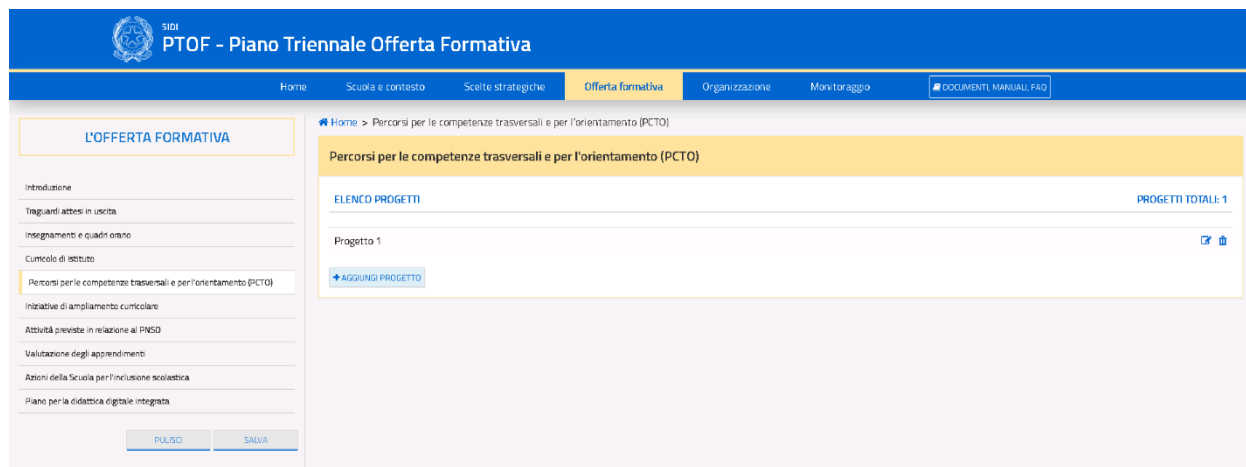 SIDI
PTOF - Piano Triennale Offerta Formativa
Home Scuola e contesto Scelte strategiche Offerta formativa Organizzazione Monitoraggio DOCUMENTI, MANUALI, FAQ
L'OFFERTA FORMATIVA
Introduzione
Traguardi attesi in uscita
Insegnamenti e quadri orario
Curricolo di Istituto
Percorsi per le competenze trasversali e per l'orientamento (PCTO)
Iniziative di ampliamento curricolare
Attività previste in relazione al PNSD
Valutazione degli apprendimenti
Azioni della Scuola per l'inclusione scolastica
Piano per la didattica digitale integrata
PULISCI SALVA
Home > Percorsi per le competenze trasversali e per l'orientamento (PCTO)
Percorsi per le competenze trasversali e per l'orientamento (PCTO)
ELENCO PROGETTI PROGETTI TOTALI: 1
Progetto 1
+ AGGIUNGI PROGETTO